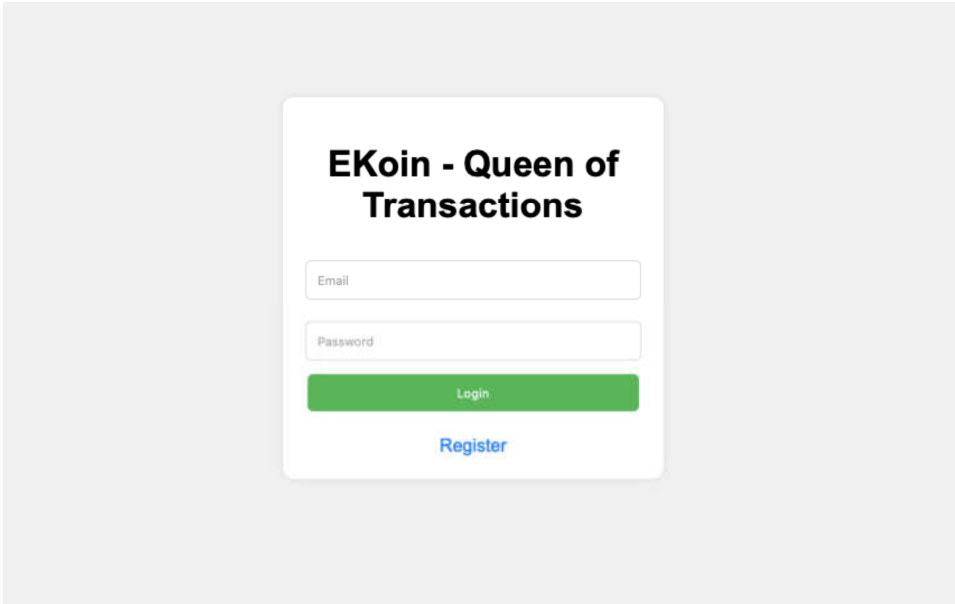 EKoin - Queen of
Transactions
Email
Password
Login
Register